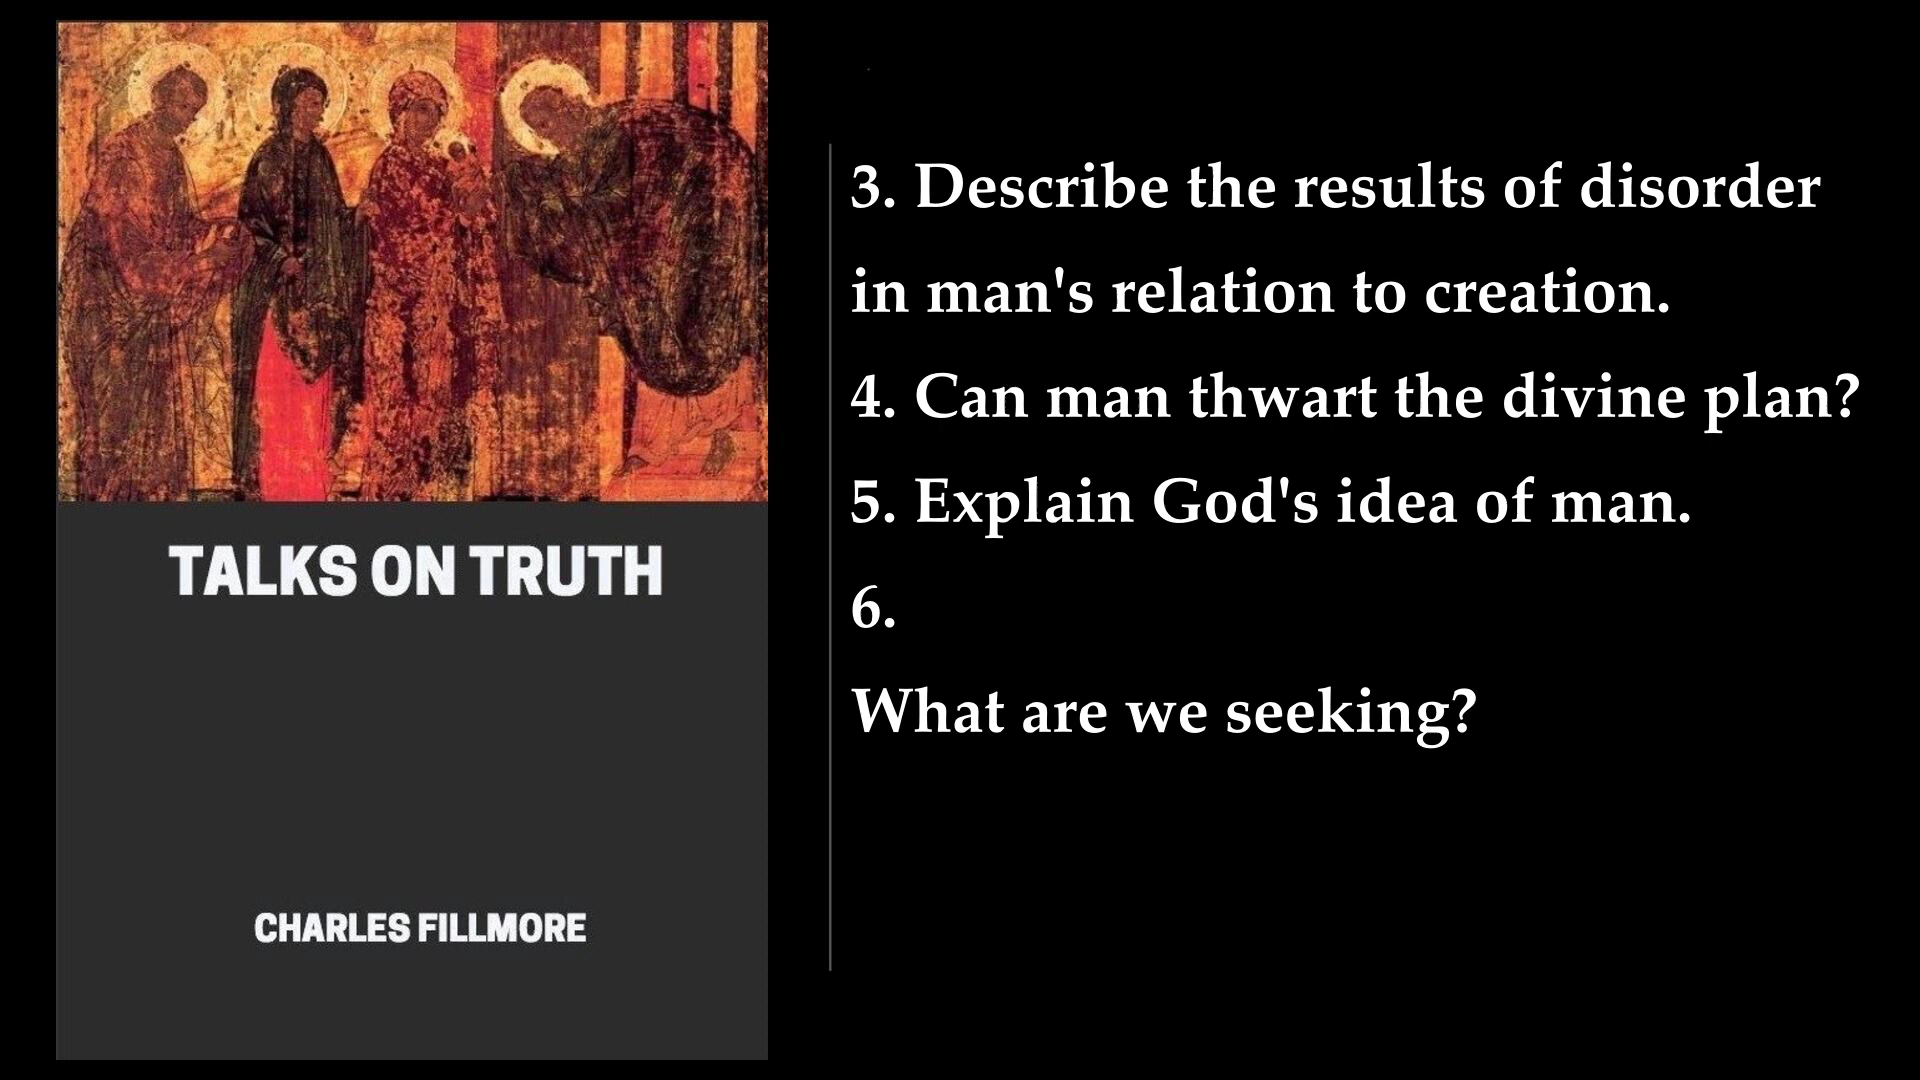 TALKS ON TRUTH
CHARLES FILLMORE
3. Describe the results of disorder
in man's relation to creation.
4. Can man thwart the divine plan?
5. Explain God's idea of man.
6.
What are we seeking?